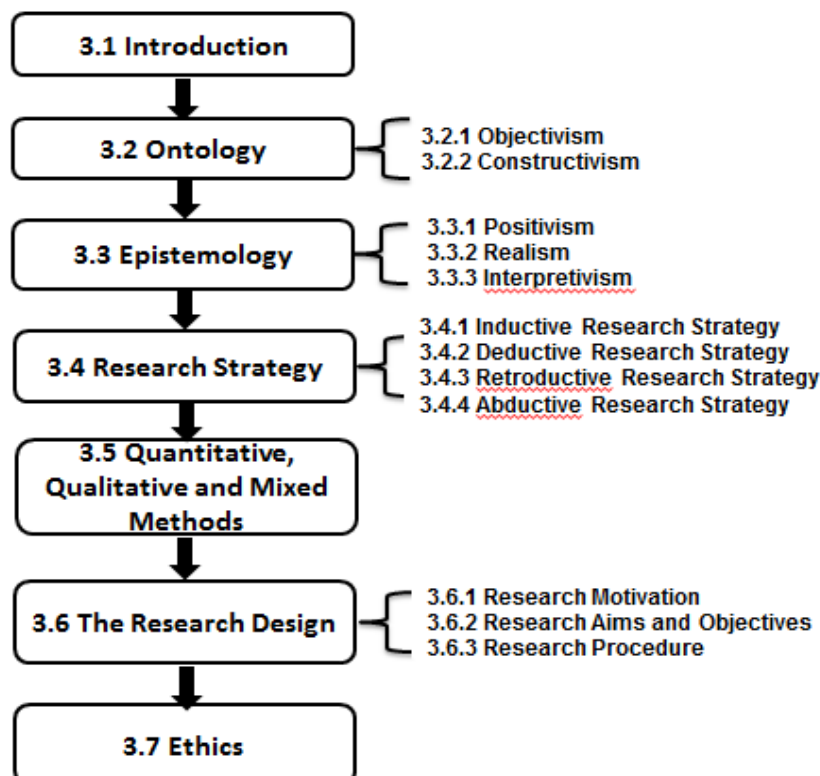 3.1 Introduction
3.2 Ontology
3.2.1 Objectivism
3.2.2 Constructivism
3.3 Epistemology
3.3.1 Positivism
3.3.2 Realism
3.3.3 Interpretivism
3.4 Research Strategy
3.4.1 Inductive Research Strategy
3.4.2 Deductive Research Strategy
3.4.3 Retroductive Research Strategy
3.4.4 Abductive Research Strategy
3.5 Quantitative,
Qualitative and Mixed
Methods
3.6 The Research Design
3.6.1 Research Motivation
3.6.2 Research Aims and Objectives
3.6.3 Research Procedure
3.7 Ethics